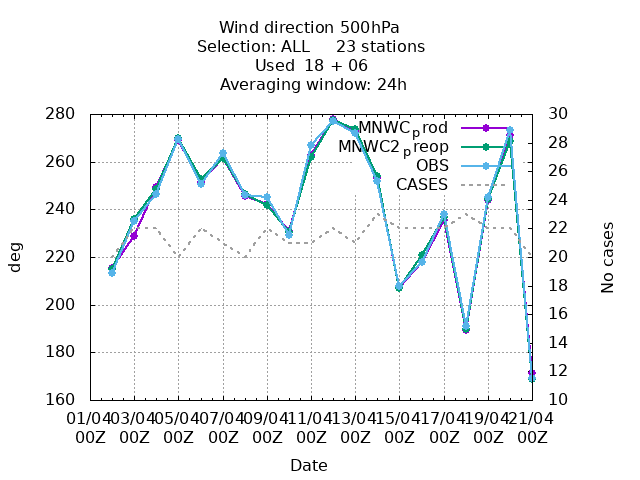 Wind direction 500hPa
Selection: ALL 23 stations
Used 18 + 06
Averaging window: 24h
280 30
MNWCprod
28
MNWC2preop
260 26
OBS
CASES
24
240
22
deg
220 20
No cases
18
200
16
14
180
12
160 10
01/04 03/04 05/04 07/04 09/04 11/04 13/04 15/04 17/04 19/04 21/04
00Z 00Z 00Z 00Z 00Z 00Z 00Z 00Z 00Z 00Z 00Z
Date